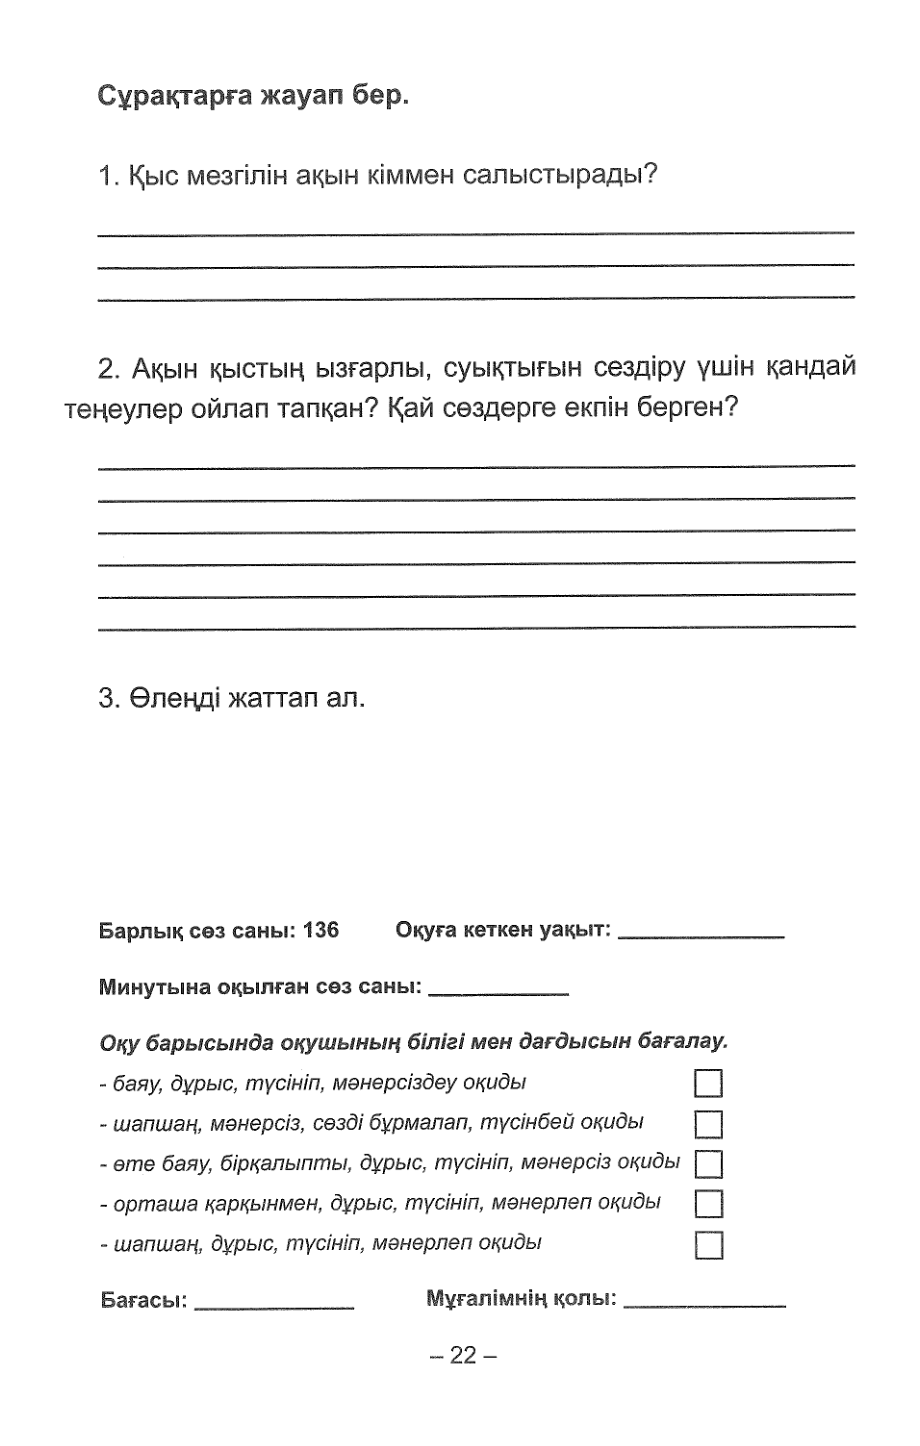 Сұрақтарға жауап бер.
1. Қыс мезгілін ақын кіммен салыстырады?
2. Ақын қыстың ызғарлы, суықтығын сездіру үшін қандай
теңеулер ойлап тапқан? Қай сөздерге екпін берген?
3. Өлеңді жаттап ал.
Барлық сөз саны: 136 Оқуға кеткен уақыт: ____________
Минутына оқылған сөз саны: ____________
Оқу барысында оқушының білігі мен дағдысын бағалау.
- баяу, дұрыс, түсініп, мәнерсіздеу оқиды
- шапшаң, мәнерсіз, сөзді бұрмалап, түсінбей оқиды
- өте баяу, бірқалыпты, дұрыс, түсініп, мәнерсіз оқиды
- орташа қарқынмен, дұрыс, түсініп, мәнерлеп оқиды
- шапшаң, дұрыс, түсініп, мәнерлеп оқиды
Бағасы: ____________ Мұғалімнің қолы: ____________
– 22 –